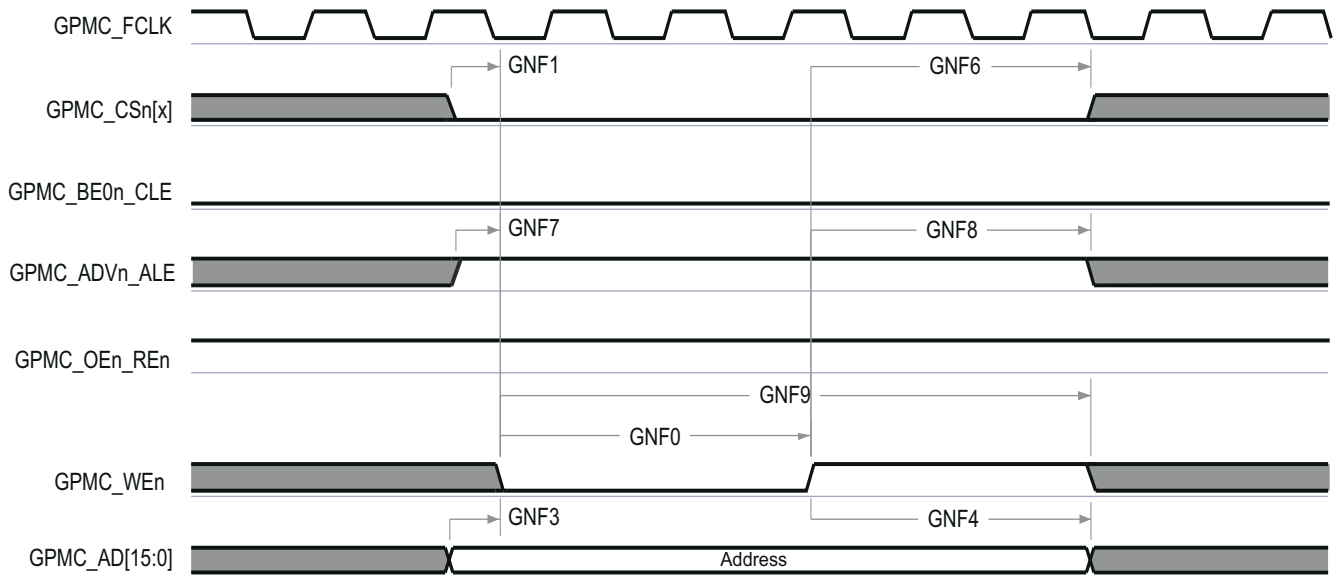 GPMC_FCLK
GNF1
GNF6
GPMC_CSn[x]
GPMC_BE0n_CLE
GNF7
GNF8
GPMC_ADVn_ALE
GPMC_OEn_REn
GNF9
GNF0
GPMC_WEn
GNF3
GNF4
GPMC_AD[15:0]
Address